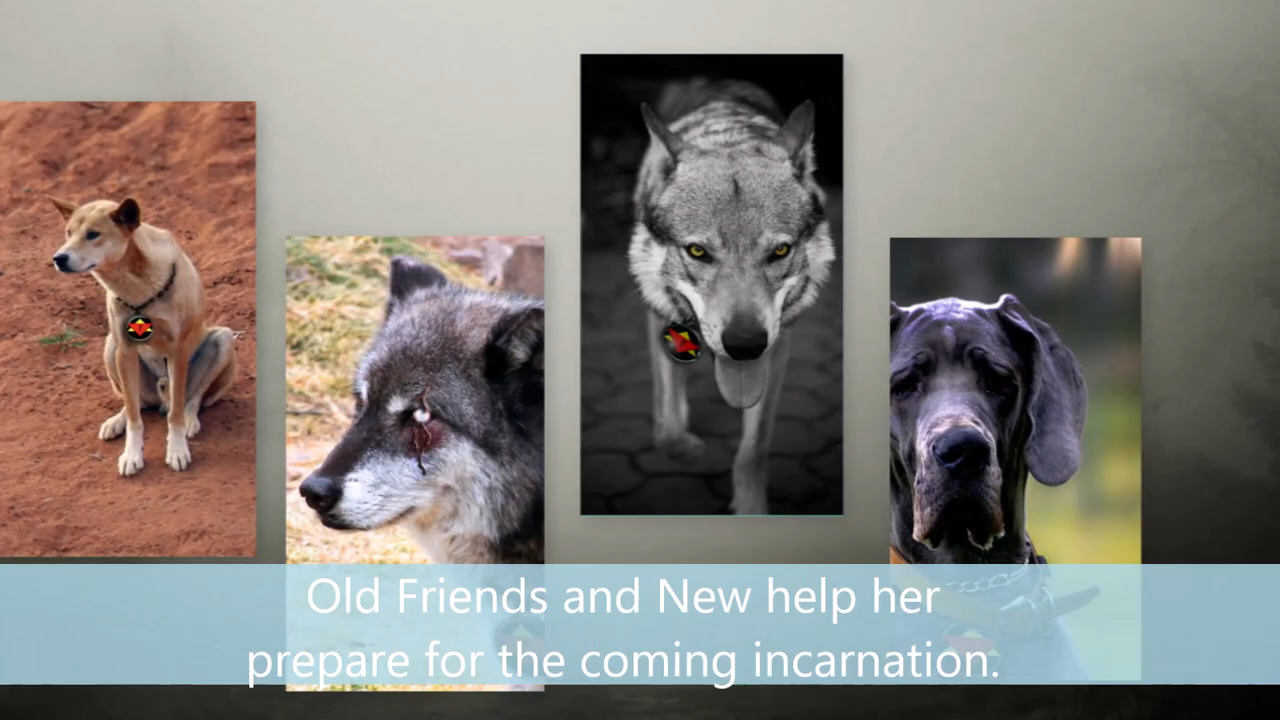 Old Friends and New help her
prepare for the coming incarnation.